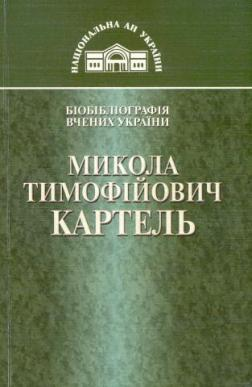 НАЦІОНАЛЬНА АН УКРАЇНИ
БІОБІБЛІОГРАФІЯ
ВЧЕНИХ УКРАЇНИ
МИКОЛА
ТИМОФІЙОВИЧ
КАРТЕЛЬ